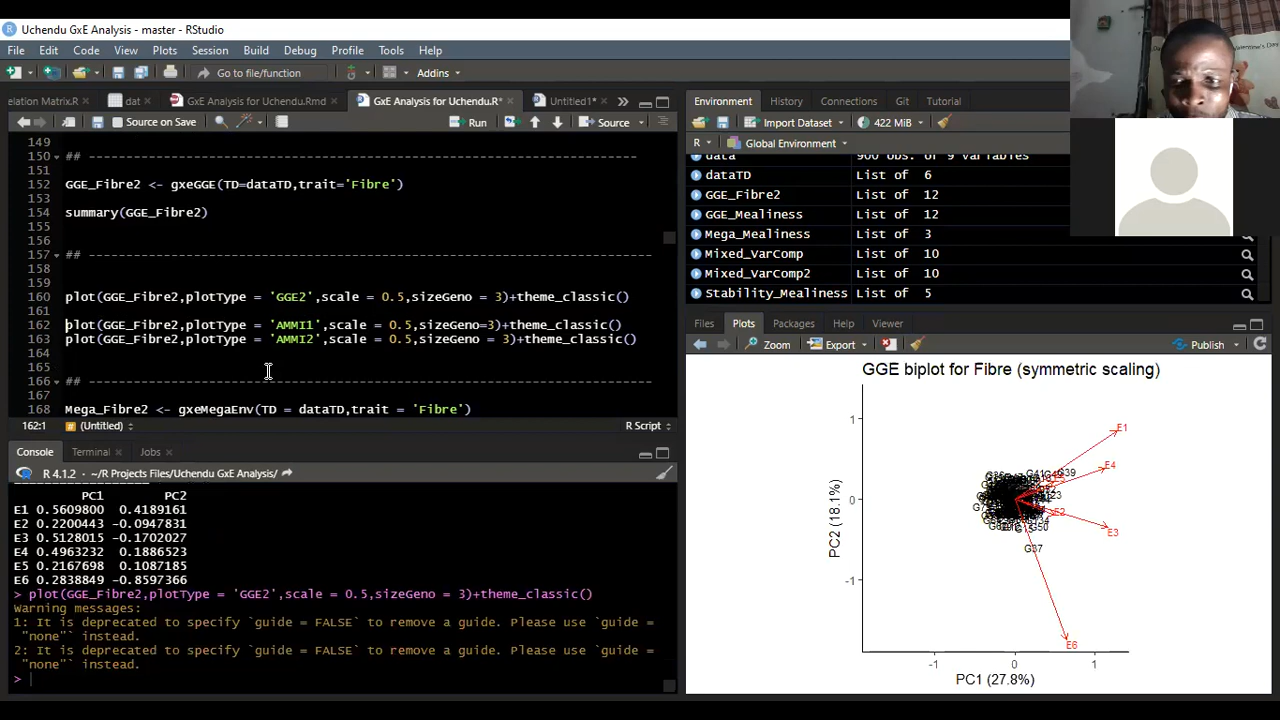 Uchendu GxE Analysis - master - RStudio
File Edit Code View Plots Session Build Debug Profile Tools Help
Go to file/function Addins
elation Matrix.R dat GxE Analysis for Uchendu.Rmd GxE Analysis for Uchendu.R* Untitled1*
Source on Save Run Source
149
150 ## -------------------------------------------------------------------------
151
152 GGE_Fibre2 <- gxeGGE(TD=dataTD,trait='Fibre')
153
154 summary(GGE_Fibre2)
155
156
157 ## ---------------------------------------------------------------------------
158
159
160 plot(GGE_Fibre2,plotType = 'GGE2',scale = 0.5,sizeGeno = 3)+theme_classic()
161
162 plot(GGE_Fibre2,plotType = 'AMMI1',scale = 0.5,sizeGeno=3)+theme_classic()
163 plot(GGE_Fibre2,plotType = 'AMMI2',scale = 0.5,sizeGeno = 3)+theme_classic()
164
165
166 ## ---------------------------------------------------------------------------
167
168 Mega_Fibre2 <- gxeMegaEnv(TD = dataTD,trait = 'Fibre')
162:1 (Untitled) R Script
Console Terminal Jobs
R 4.1.2 · ~/R Projects Files/Uchendu GxE Analysis/
PC1 PC2
E1 0.5609800 0.4189161
E2 0.2200443 -0.0947831
E3 0.5128015 -0.1702027
E4 0.4963232 0.1886523
E5 0.2167698 0.1087185
E6 0.2838849 -0.8597366
> plot(GGE_Fibre2,plotType = 'GGE2',scale = 0.5,sizeGeno = 3)+theme_classic()
Warning messages:
1: It is deprecated to specify `guide = FALSE` to remove a guide. Please use `guide =
"none"` instead.
2: It is deprecated to specify `guide = FALSE` to remove a guide. Please use `guide =
"none"` instead.
>
Environment History Connections Git Tutorial
Import Dataset 422 MiB
R Global Environment
data 900 obs. of 9 variables
dataTD List of 6
GGE_Fibre2 List of 12
GGE_Mealiness List of 12
Mega_Mealiness List of 3
Mixed_VarComp List of 10
Mixed_VarComp2 List of 10
Stability_Mealiness List of 5
Files Plots Packages Help Viewer
Zoom Export Publish
GGE biplot for Fibre (symmetric scaling)
PC2 (18.1%)
1
0
-1
E1
E4
G39
E2
G50
E3
G37
E6
-1 0 1
PC1 (27.8%)